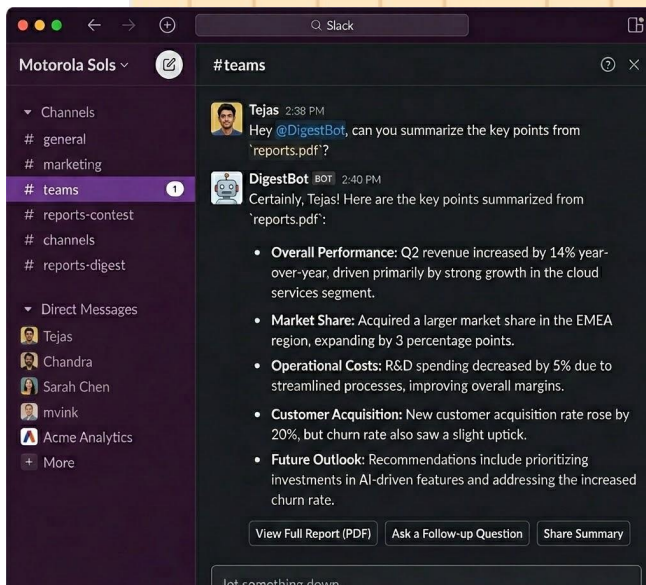 Slack
Motorola Sols
#teams
Channels
# general
# marketing
# teams 1
# reports-contest
# channels
# reports-digest
Direct Messages
Tejas
Chandra
Sarah Chen
mvink
Acme Analytics
+ More
Tejas 2:38 PM
Hey @DigestBot, can you summarize the key points from
`reports.pdf`?
DigestBot BOT 2:40 PM
Certainly, Tejas! Here are the key points summarized from
`reports.pdf`:
• Overall Performance: Q2 revenue increased by 14% year-
over-year, driven primarily by strong growth in the cloud
services segment.
• Market Share: Acquired a larger market share in the EMEA
region, expanding by 3 percentage points.
• Operational Costs: R&D spending decreased by 5% due to
streamlined processes, improving overall margins.
• Customer Acquisition: New customer acquisition rate rose by
20%, but churn rate also saw a slight uptick.
• Future Outlook: Recommendations include prioritizing
investments in AI-driven features and addressing the increased
churn rate.
View Full Report (PDF) Ask a Follow-up Question Share Summary
Jot something down